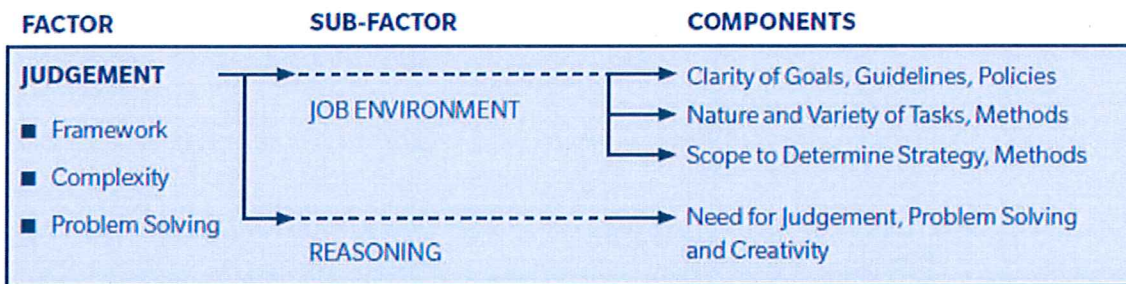 FACTOR SUB-FACTOR COMPONENTS
JUDGEMENT
Framework
Complexity
Problem Solving
JOB ENVIRONMENT
REASONING
Clarity of Goals, Guidelines, Policies
Nature and Variety of Tasks, Methods
Scope to Determine Strategy, Methods
Need for Judgement, Problem Solving
and Creativity